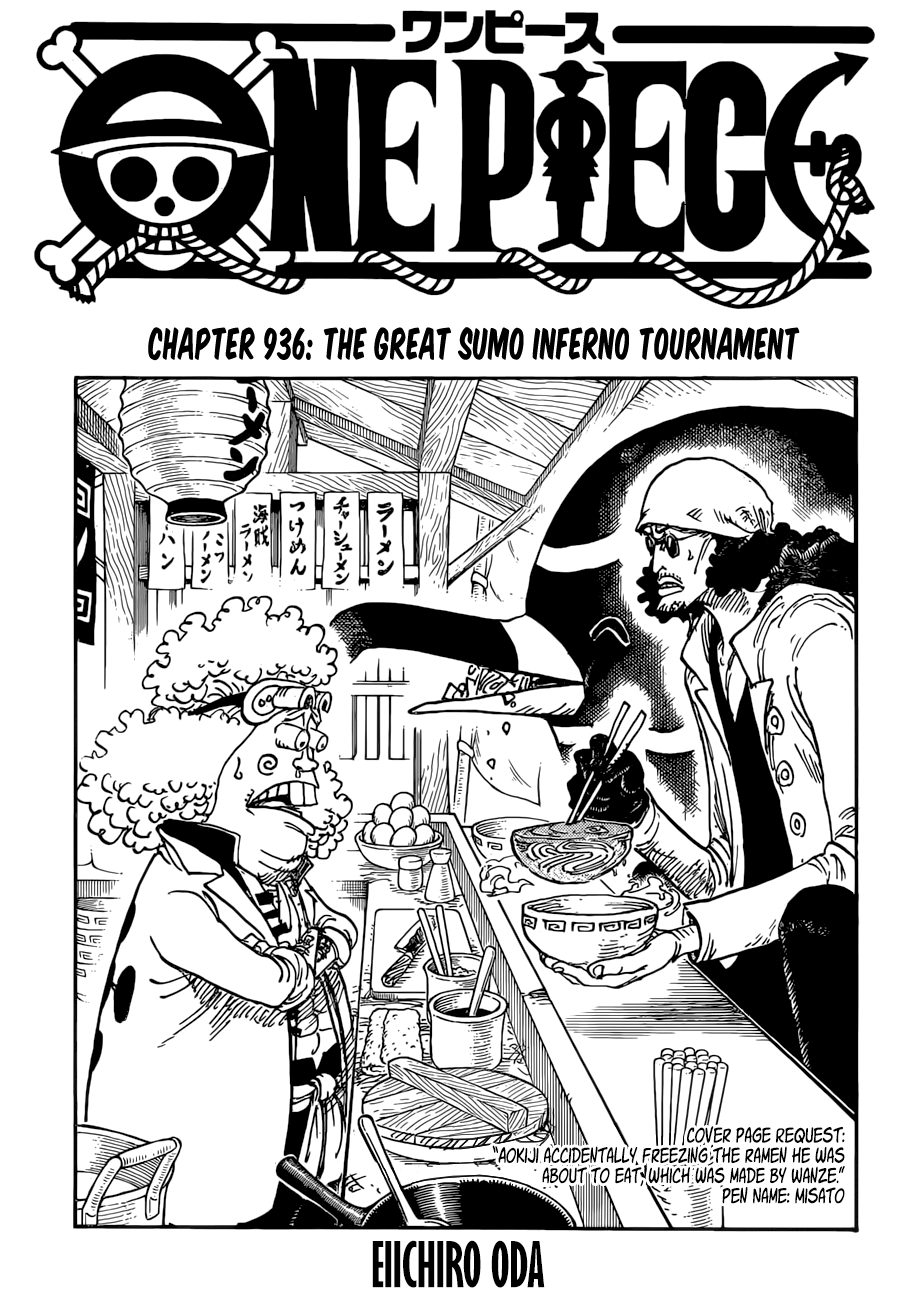 ワンピース
ONE PIECE
CHAPTER 936: THE GREAT SUMO INFERNO TOURNAMENT
ーメン
ラーメン
チャーシューメン
つけめん
海賊ラーメン
ーメン
ハン
COVER PAGE REQUEST:
"AOKIJI ACCIDENTALLY FREEZING THE RAMEN HE WAS
ABOUT TO EAT, WHICH WAS MADE BY WANZE."
PEN NAME: MISATO
EIICHIRO ODA